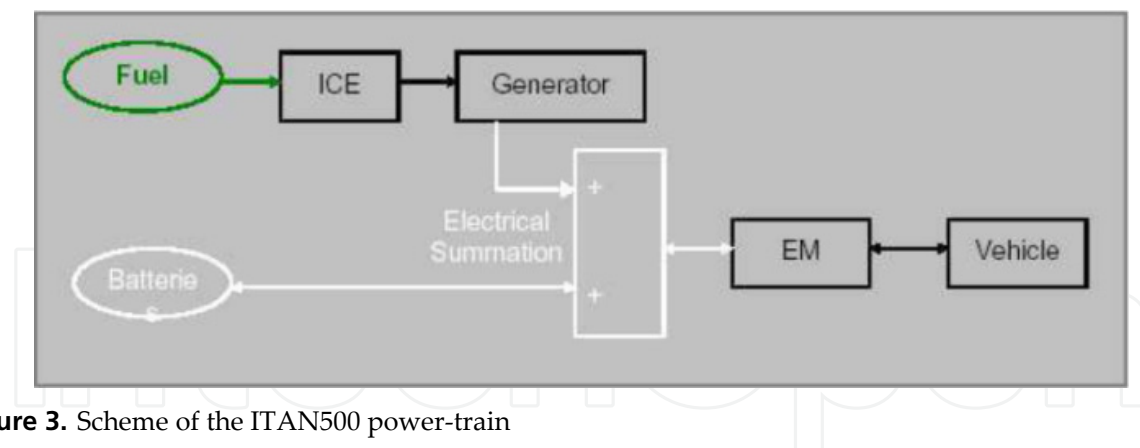 Fuel
ICE
Generator
+
Electrical
Summation
EM
Vehicle
Batterie
s
+
ure 3. Scheme of the ITAN500 power-train